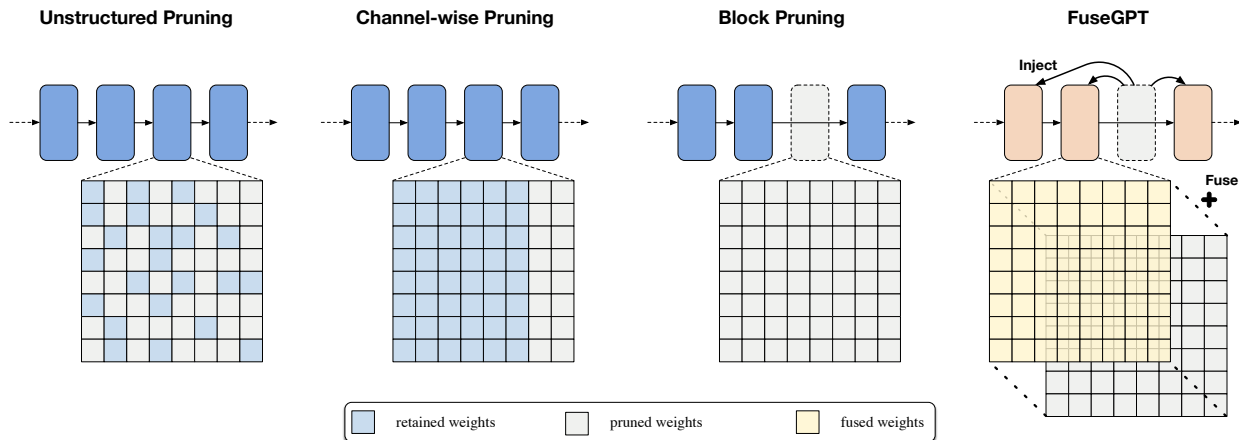 Unstructured Pruning
Channel-wise Pruning
Block Pruning
FuseGPT
Inject
Fuse
retained weights
pruned weights
fused weights